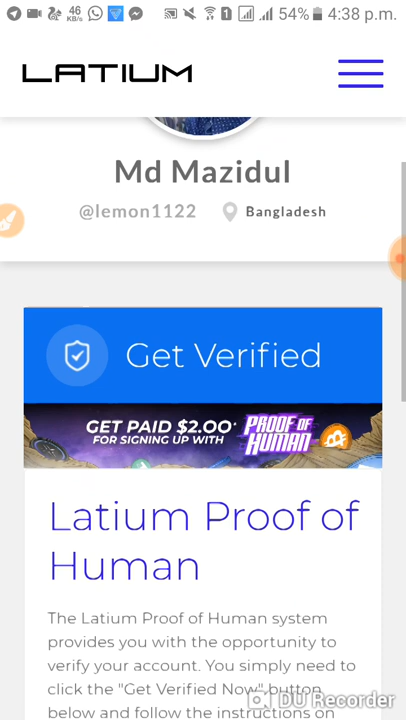 46 KB/s 1 54% 4:38 p.m.
LATIUM
Md Mazidul
@lemon1122 Bangladesh
Get Verified
GET PAID $2.00*
FOR SIGNING UP WITH
PROOF OF
HUMAN
Latium Proof of
Human
The Latium Proof of Human system
provides you with the opportunity to
verify your account. You simply need to
click the "Get Verified Now" button
below and follow the instructions on
DU Recorder